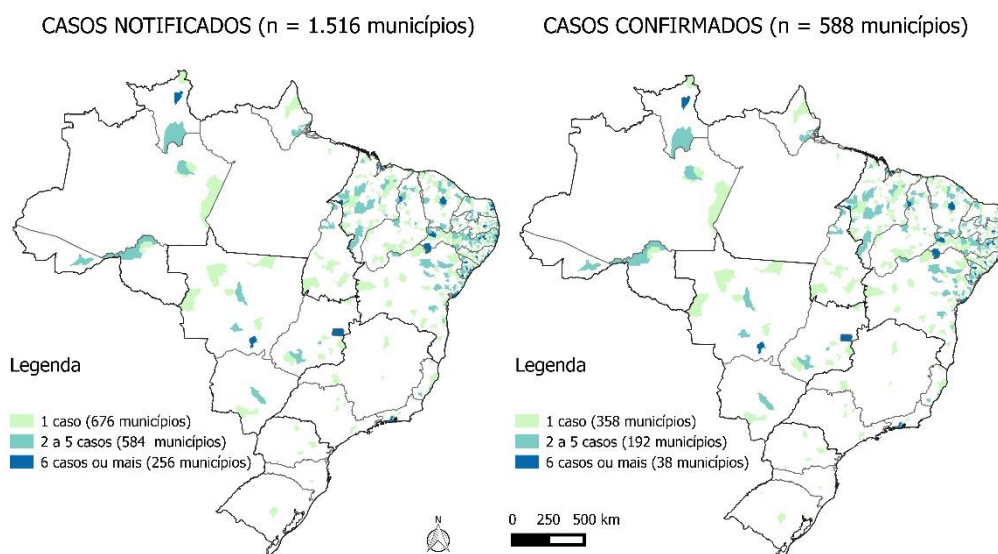 CASOS NOTIFICADOS (n = 1.516 municípios)
CASOS CONFIRMADOS (n = 588 municípios)
Legenda
1 caso (676 municípios)
2 a 5 casos (584  municípios)
6 casos ou mais (256 municípios)
Legenda
1 caso (358 municípios)
2 a 5 casos (192 municípios)
6 casos ou mais (38 municípios)
N
0 250 500 km